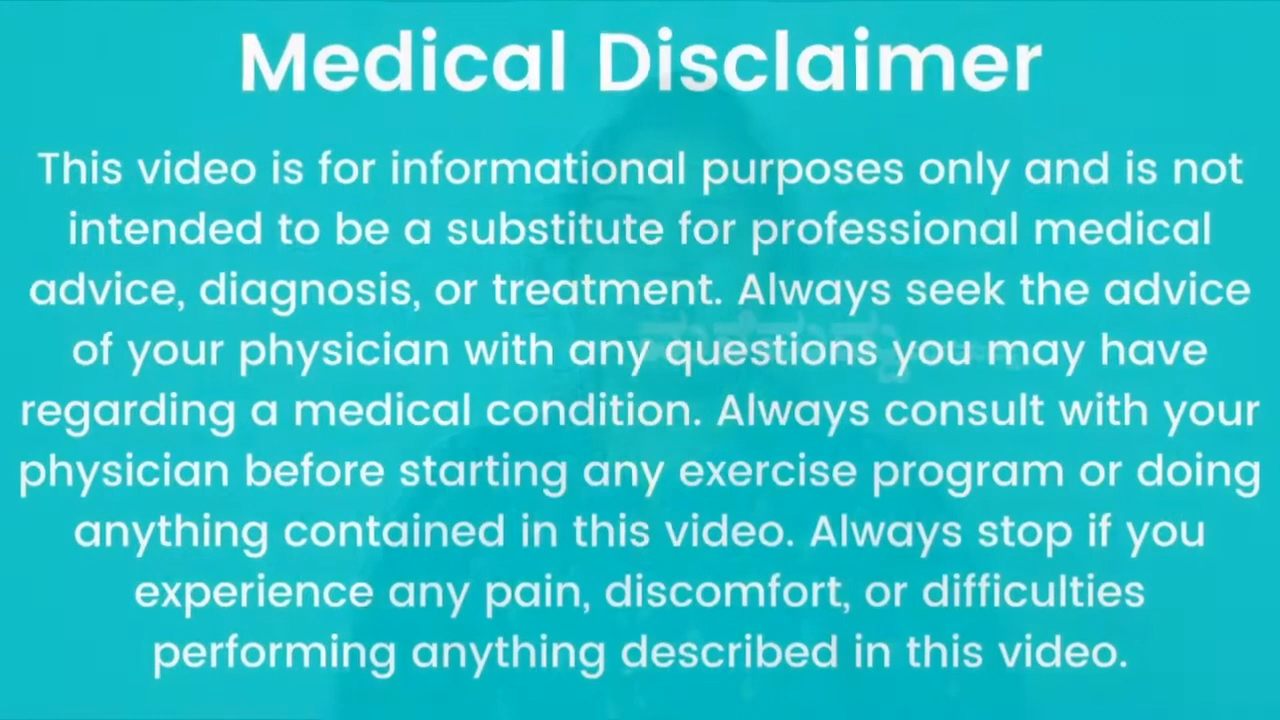 Medical Disclaimer
This video is for informational purposes only and is not
intended to be a substitute for professional medical
advice, diagnosis, or treatment. Always seek the advice
of your physician with any questions you may have
regarding a medical condition. Always consult with your
physician before starting any exercise program or doing
anything contained in this video. Always stop if you
experience any pain, discomfort, or difficulties
performing anything described in this video.